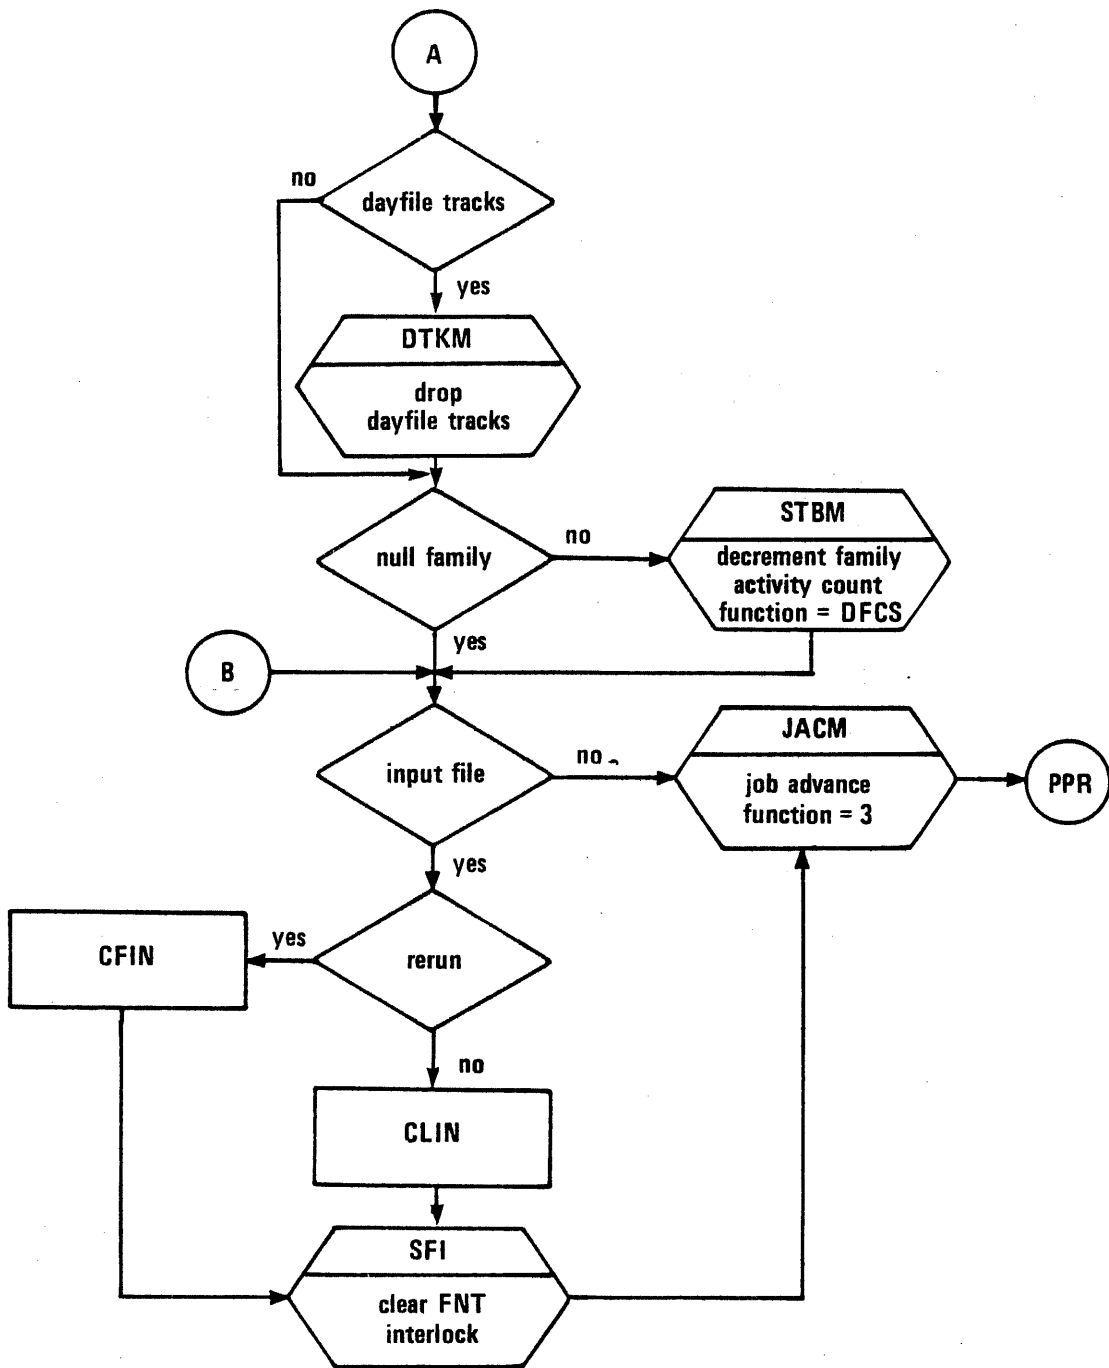 A
no
dayfile tracks
yes
DTKM
drop
dayfile tracks
null family
no
STBM
decrement family
activity count
function = DFCS
yes
B
input file
no
JACM
job advance
function = 3
PPR
yes
rerun
yes
CFIN
no
CLIN
SFI
clear FNT
interlock